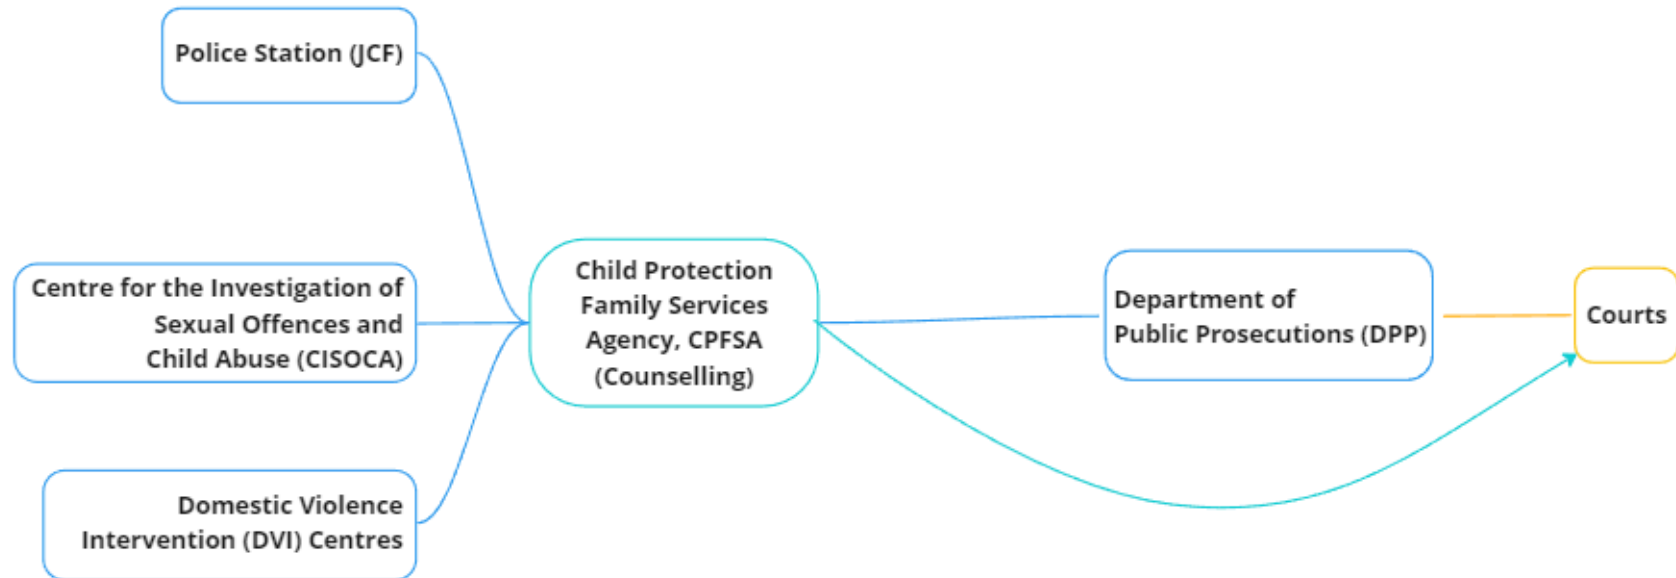 Police Station (JCF)
Centre for the Investigation of
Sexual Offences and
Child Abuse (CISOCA)
Domestic Violence
Intervention (DVI) Centres
Child Protection
Family Services
Agency, CPFSA
(Counselling)
Department of
Public Prosecutions (DPP)
Courts